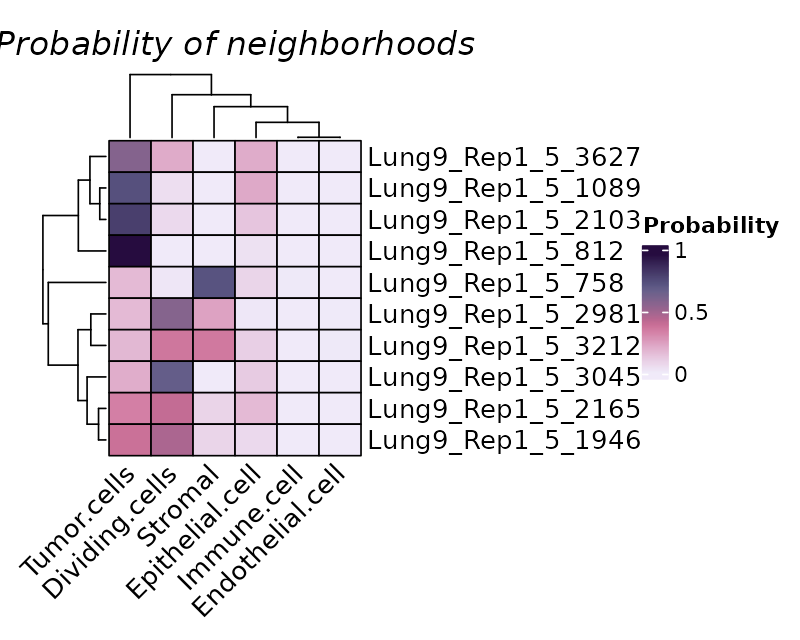 Probability of neighborhoods
Lung9_Rep1_5_3627
Lung9_Rep1_5_1089
Lung9_Rep1_5_2103
Lung9_Rep1_5_812
Lung9_Rep1_5_758
Lung9_Rep1_5_2981
Lung9_Rep1_5_3212
Lung9_Rep1_5_3045
Lung9_Rep1_5_2165
Lung9_Rep1_5_1946
Probability
1
0.5
0
Tumor.cells
Dividing.cells
Stromal
Epithelial.cell
Immune.cell
Endothelial.cell